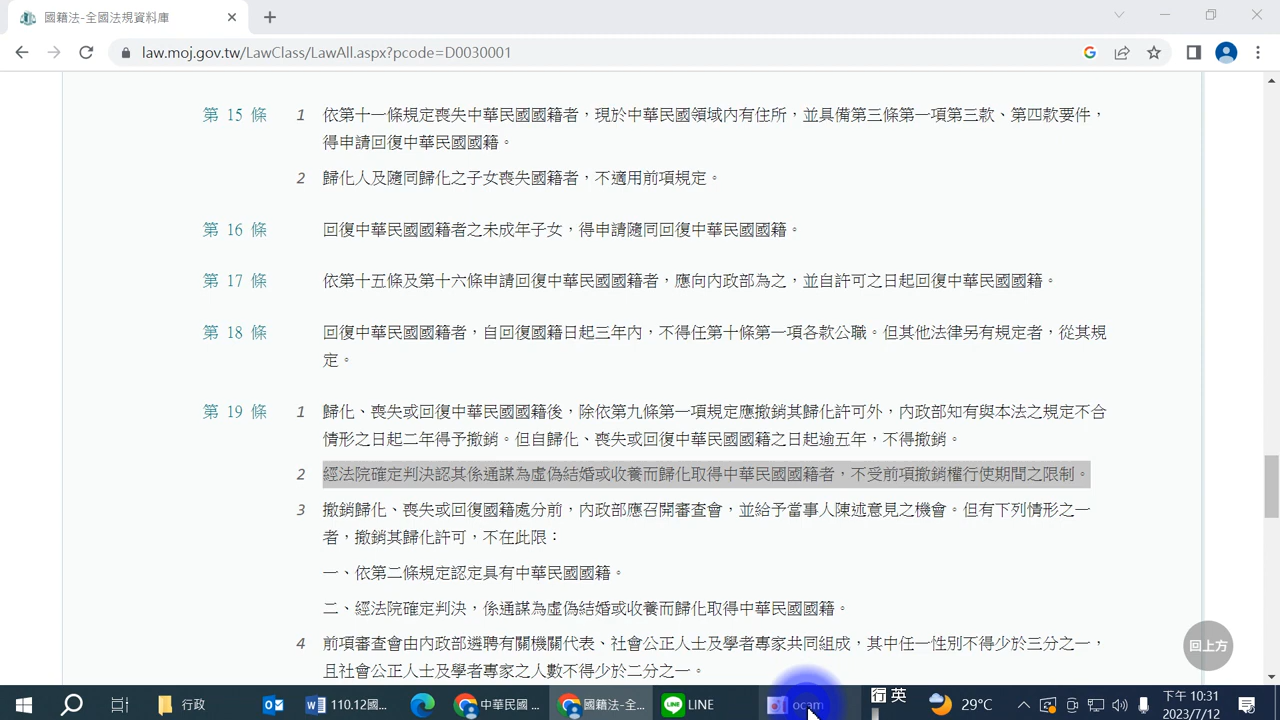 國籍法-全國法規資料庫
law.moj.gov.tw/LawClass/LawAll.aspx?pcode=D0030001
第 15 條 1 依第十一條規定喪失中華民國國籍者，現於中華民國領域內有住所，並具備第三條第一項第三款、第四款要件，
得申請回復中華民國國籍。
2 歸化人及隨同歸化之子女喪失國籍者，不適用前項規定。
第 16 條 回復中華民國國籍者之未成年子女，得申請隨同回復中華民國國籍。
第 17 條 依第十五條及第十六條申請回復中華民國國籍者，應向內政部為之，並自許可之日起回復中華民國國籍。
第 18 條 回復中華民國國籍者，自回復國籍日起三年內，不得任第十條第一項各款公職。但其他法律另有規定者，從其規
定。
第 19 條 1 歸化、喪失或回復中華民國國籍後，除依第九條第一項規定應撤銷其歸化許可外，內政部知有與本法之規定不合
情形之日起二年得予撤銷。但自歸化、喪失或回復中華民國國籍之日起逾五年，不得撤銷。
2 經法院確定判決認其係通謀為虛偽結婚或收養而歸化取得中華民國國籍者，不受前項撤銷權行使期間之限制。
3 撤銷歸化、喪失或回復國籍處分前，內政部應召開審查會，並給予當事人陳述意見之機會。但有下列情形之一
者，撤銷其歸化許可，不在此限：
一、依第二條規定認定具有中華民國國籍。
二、經法院確定判決，係通謀為虛偽結婚或收養而歸化取得中華民國國籍。
4 前項審查會由內政部遴聘有關機關代表、社會公正人士及學者專家共同組成，其中任一性別不得少於三分之一，
且社會公正人士及學者專家之人數不得少於二分之一。
回上方
行政 110.12國... 中華民國 ... 國籍法-全... LINE ocam 行 英 29°C 下午 10:31
2023/7/12